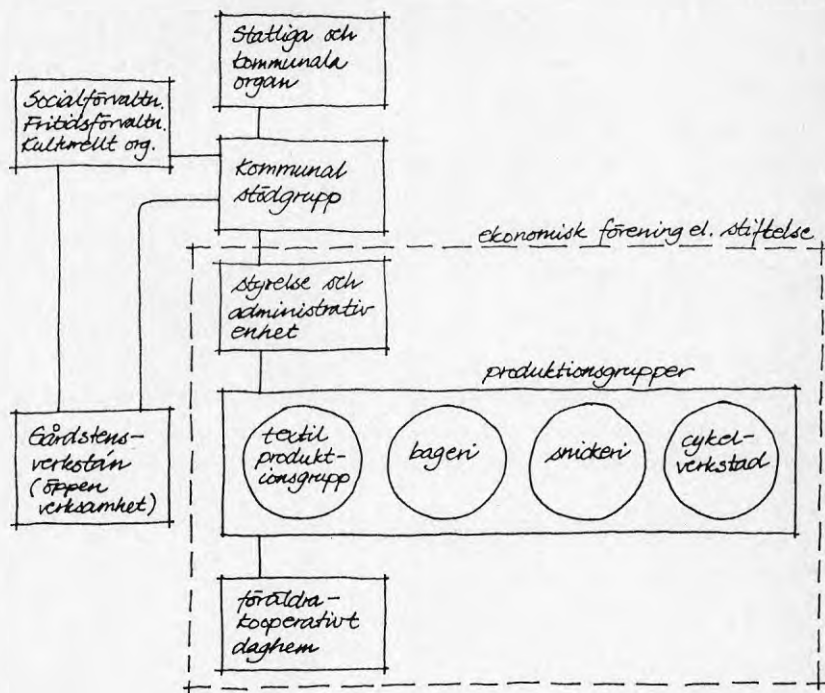 Statliga och
kommunala
organ
Socialförvaltn.
Fritidsförvaltn.
Kulturellt org.
Kommunal
stödgrupp
ekonomisk förening el. stiftelse
styrelse och
administrativ
enhet
produktionsgrupper
Gårdstens-
verkstán
(öppen
verksamhet)
textil
produkt-
ionsgrupp
bageri
snickeri
cykel-
verkstad
föräldra-
kooperativt
daghem